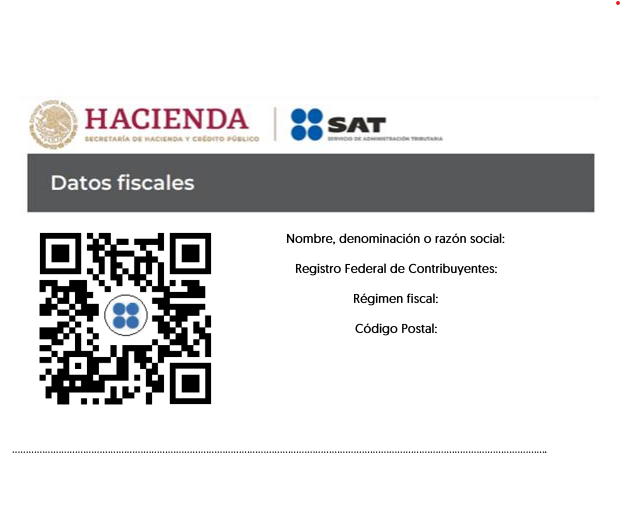 HACIENDA
SECRETARÍA DE HACIENDA Y CRÉDITO PÚBLICO
SAT
SERVICIO DE ADMINISTRACIÓN TRIBUTARIA
Datos fiscales
Nombre, denominación o razón social:
Registro Federal de Contribuyentes:
Régimen fiscal:
Código Postal: